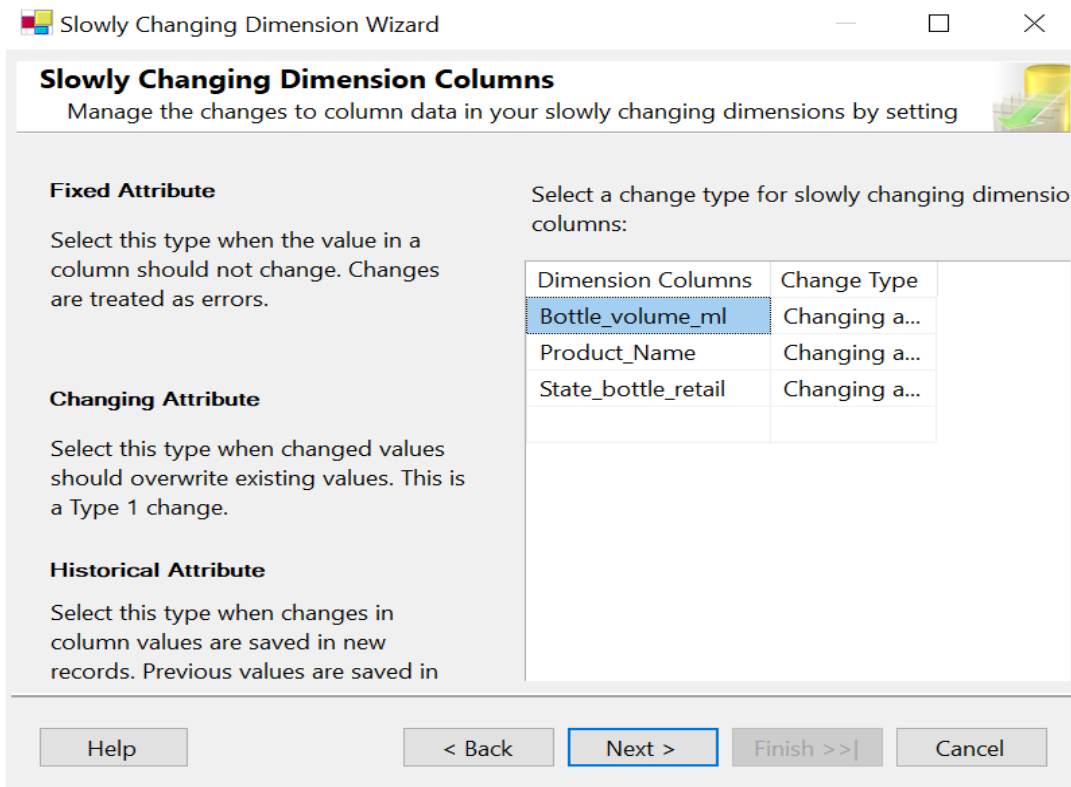 Slowly Changing Dimension Wizard
Slowly Changing Dimension Columns
Manage the changes to column data in your slowly changing dimensions by setting
Fixed Attribute
Select this type when the value in a
column should not change. Changes
are treated as errors.
Changing Attribute
Select this type when changed values
should overwrite existing values. This is
a Type 1 change.
Historical Attribute
Select this type when changes in
column values are saved in new
records. Previous values are saved in
Select a change type for slowly changing dimensio
columns:
Dimension Columns Change Type
Bottle_volume_ml Changing a...
Product_Name Changing a...
State_bottle_retail Changing a...
Help < Back Next > Finish >>| Cancel